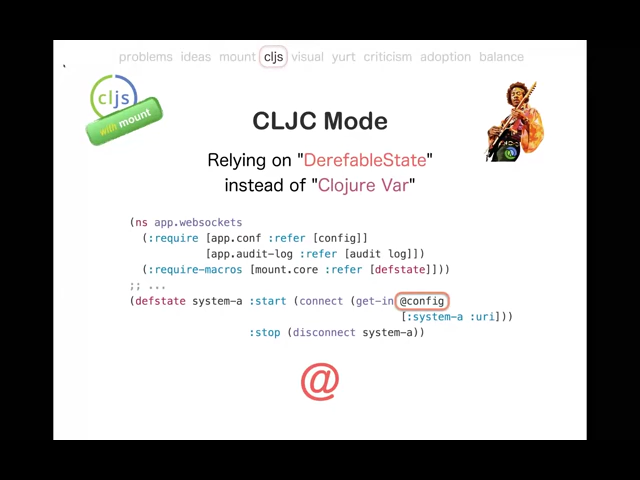 problems ideas mount cljs visual yurt criticism adoption balance
cljs
with mount
CLJC Mode
Relying on "DerefableState"
instead of "Clojure Var"
(ns app.websockets
(:require [app.conf :refer [config]]
[app.audit-log :refer [audit log]])
(:require-macros [mount.core :refer [defstate]]))
;; ...
(defstate system-a :start (connect (get-in @config
[:system-a :uri]))
:stop (disconnect system-a))
@